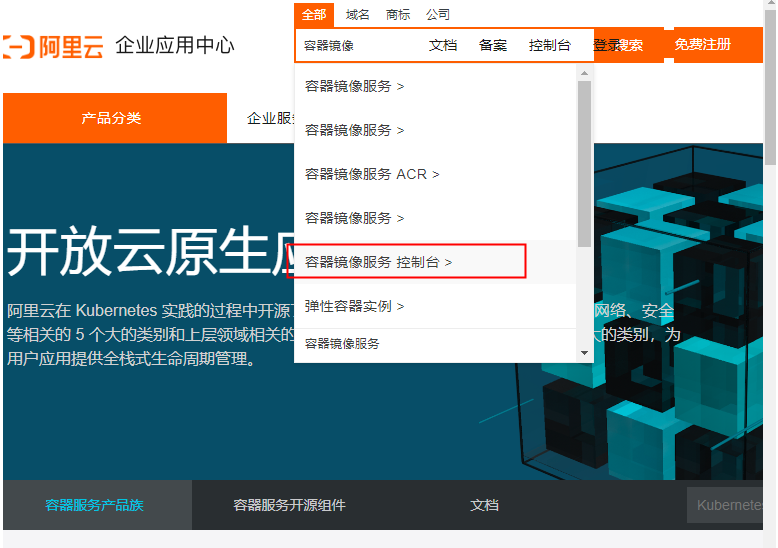 全部 域名 商标 公司
阿里云 企业应用中心
容器镜像 文档 备案 控制台 登录 搜索 免费注册
产品分类 企业服
容器镜像服务 >
容器镜像服务 >
容器镜像服务 ACR >
容器镜像服务 >
容器镜像服务 控制台 >
弹性容器实例 >
容器镜像服务
开放云原生应
阿里云在 Kubernetes 实践的过程中开源了 网络、安全
等相关的 5 个大的类别和上层领域相关的 大的类别，为
用户应用提供全栈式生命周期管理。
容器服务产品族 容器服务开源组件 文档 Kubernetes